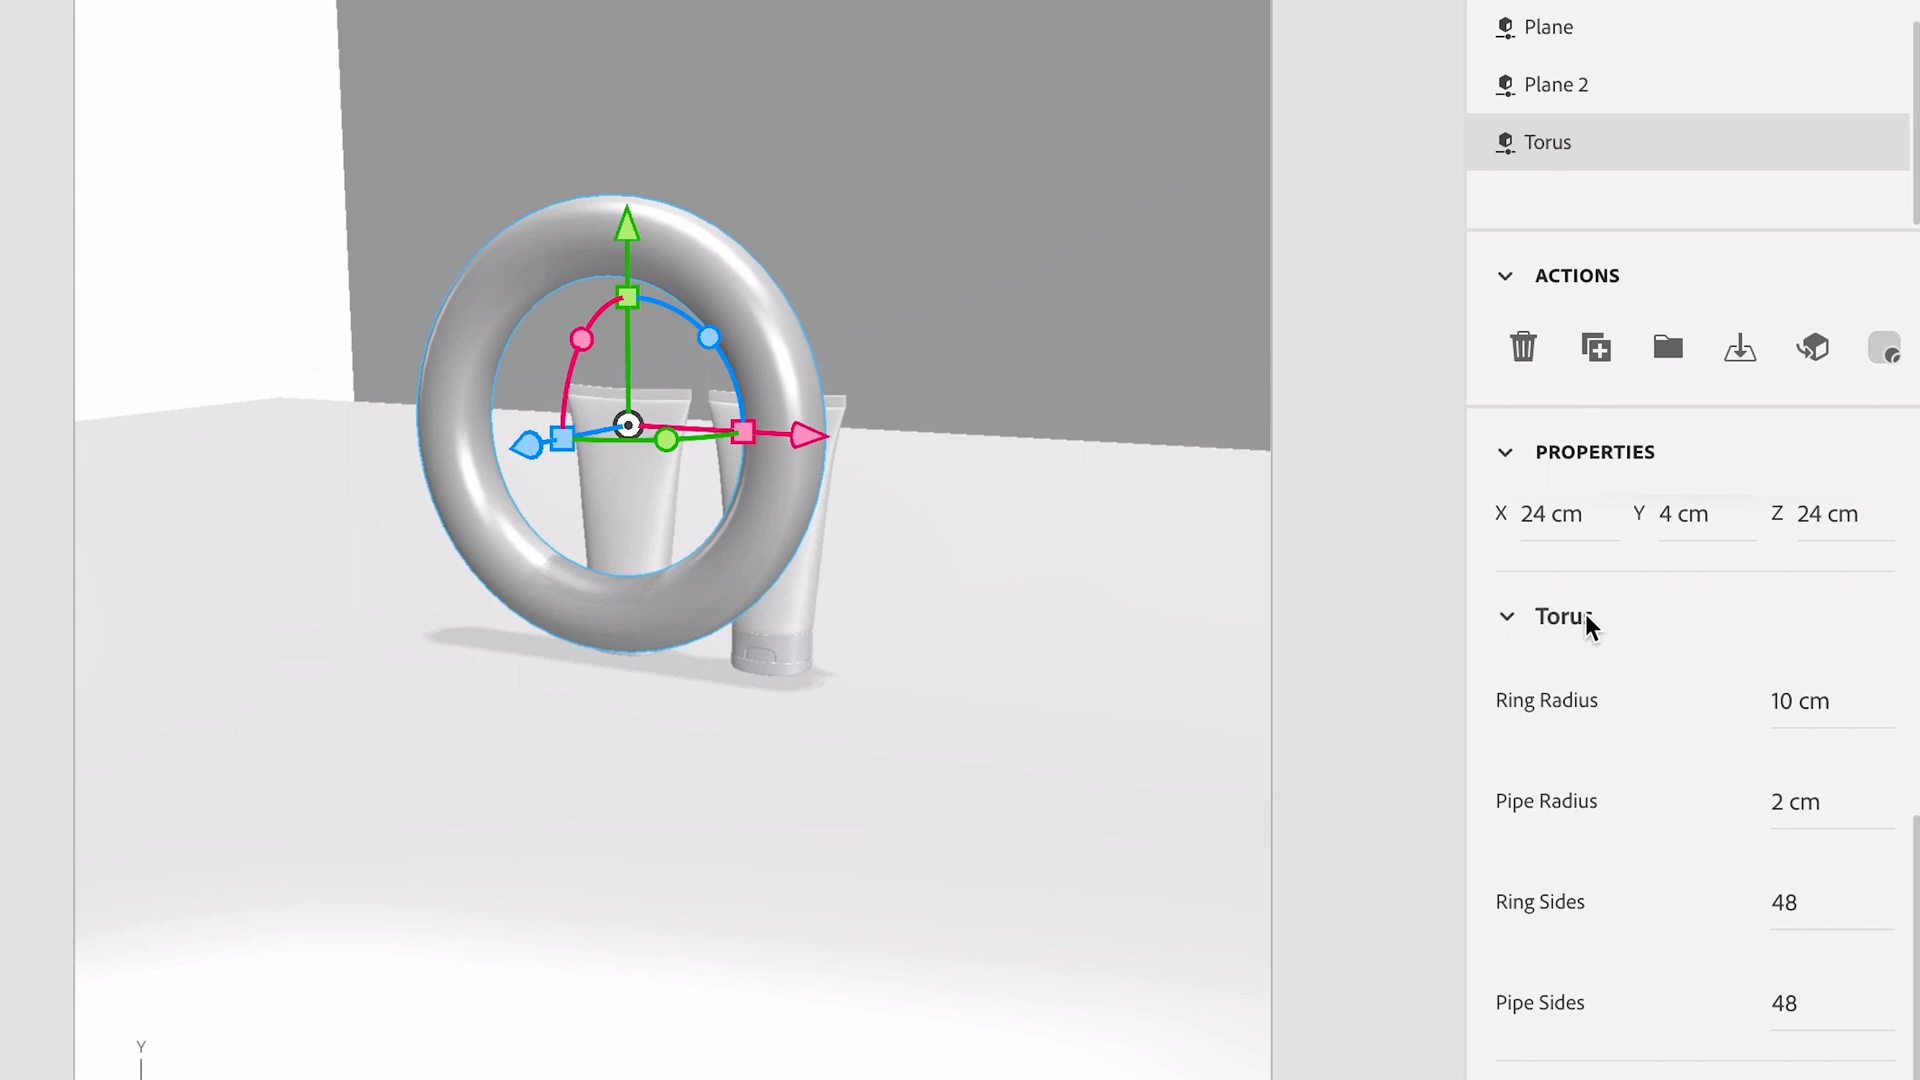 Plane
Plane 2
Torus
ACTIONS
PROPERTIES
X 24 cm Y 4 cm Z 24 cm
Torus
Ring Radius 10 cm
Pipe Radius 2 cm
Ring Sides 48
Pipe Sides 48
Y